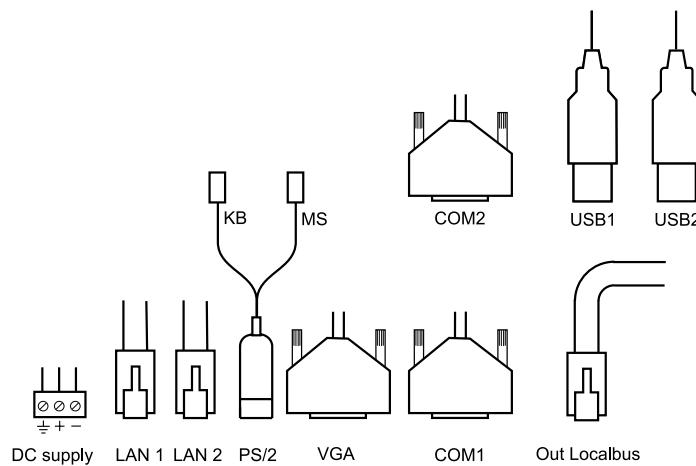 COM2 USB1 USB2
KB MS
+ −
DC supply LAN 1 LAN 2 PS/2 VGA COM1 Out Localbus